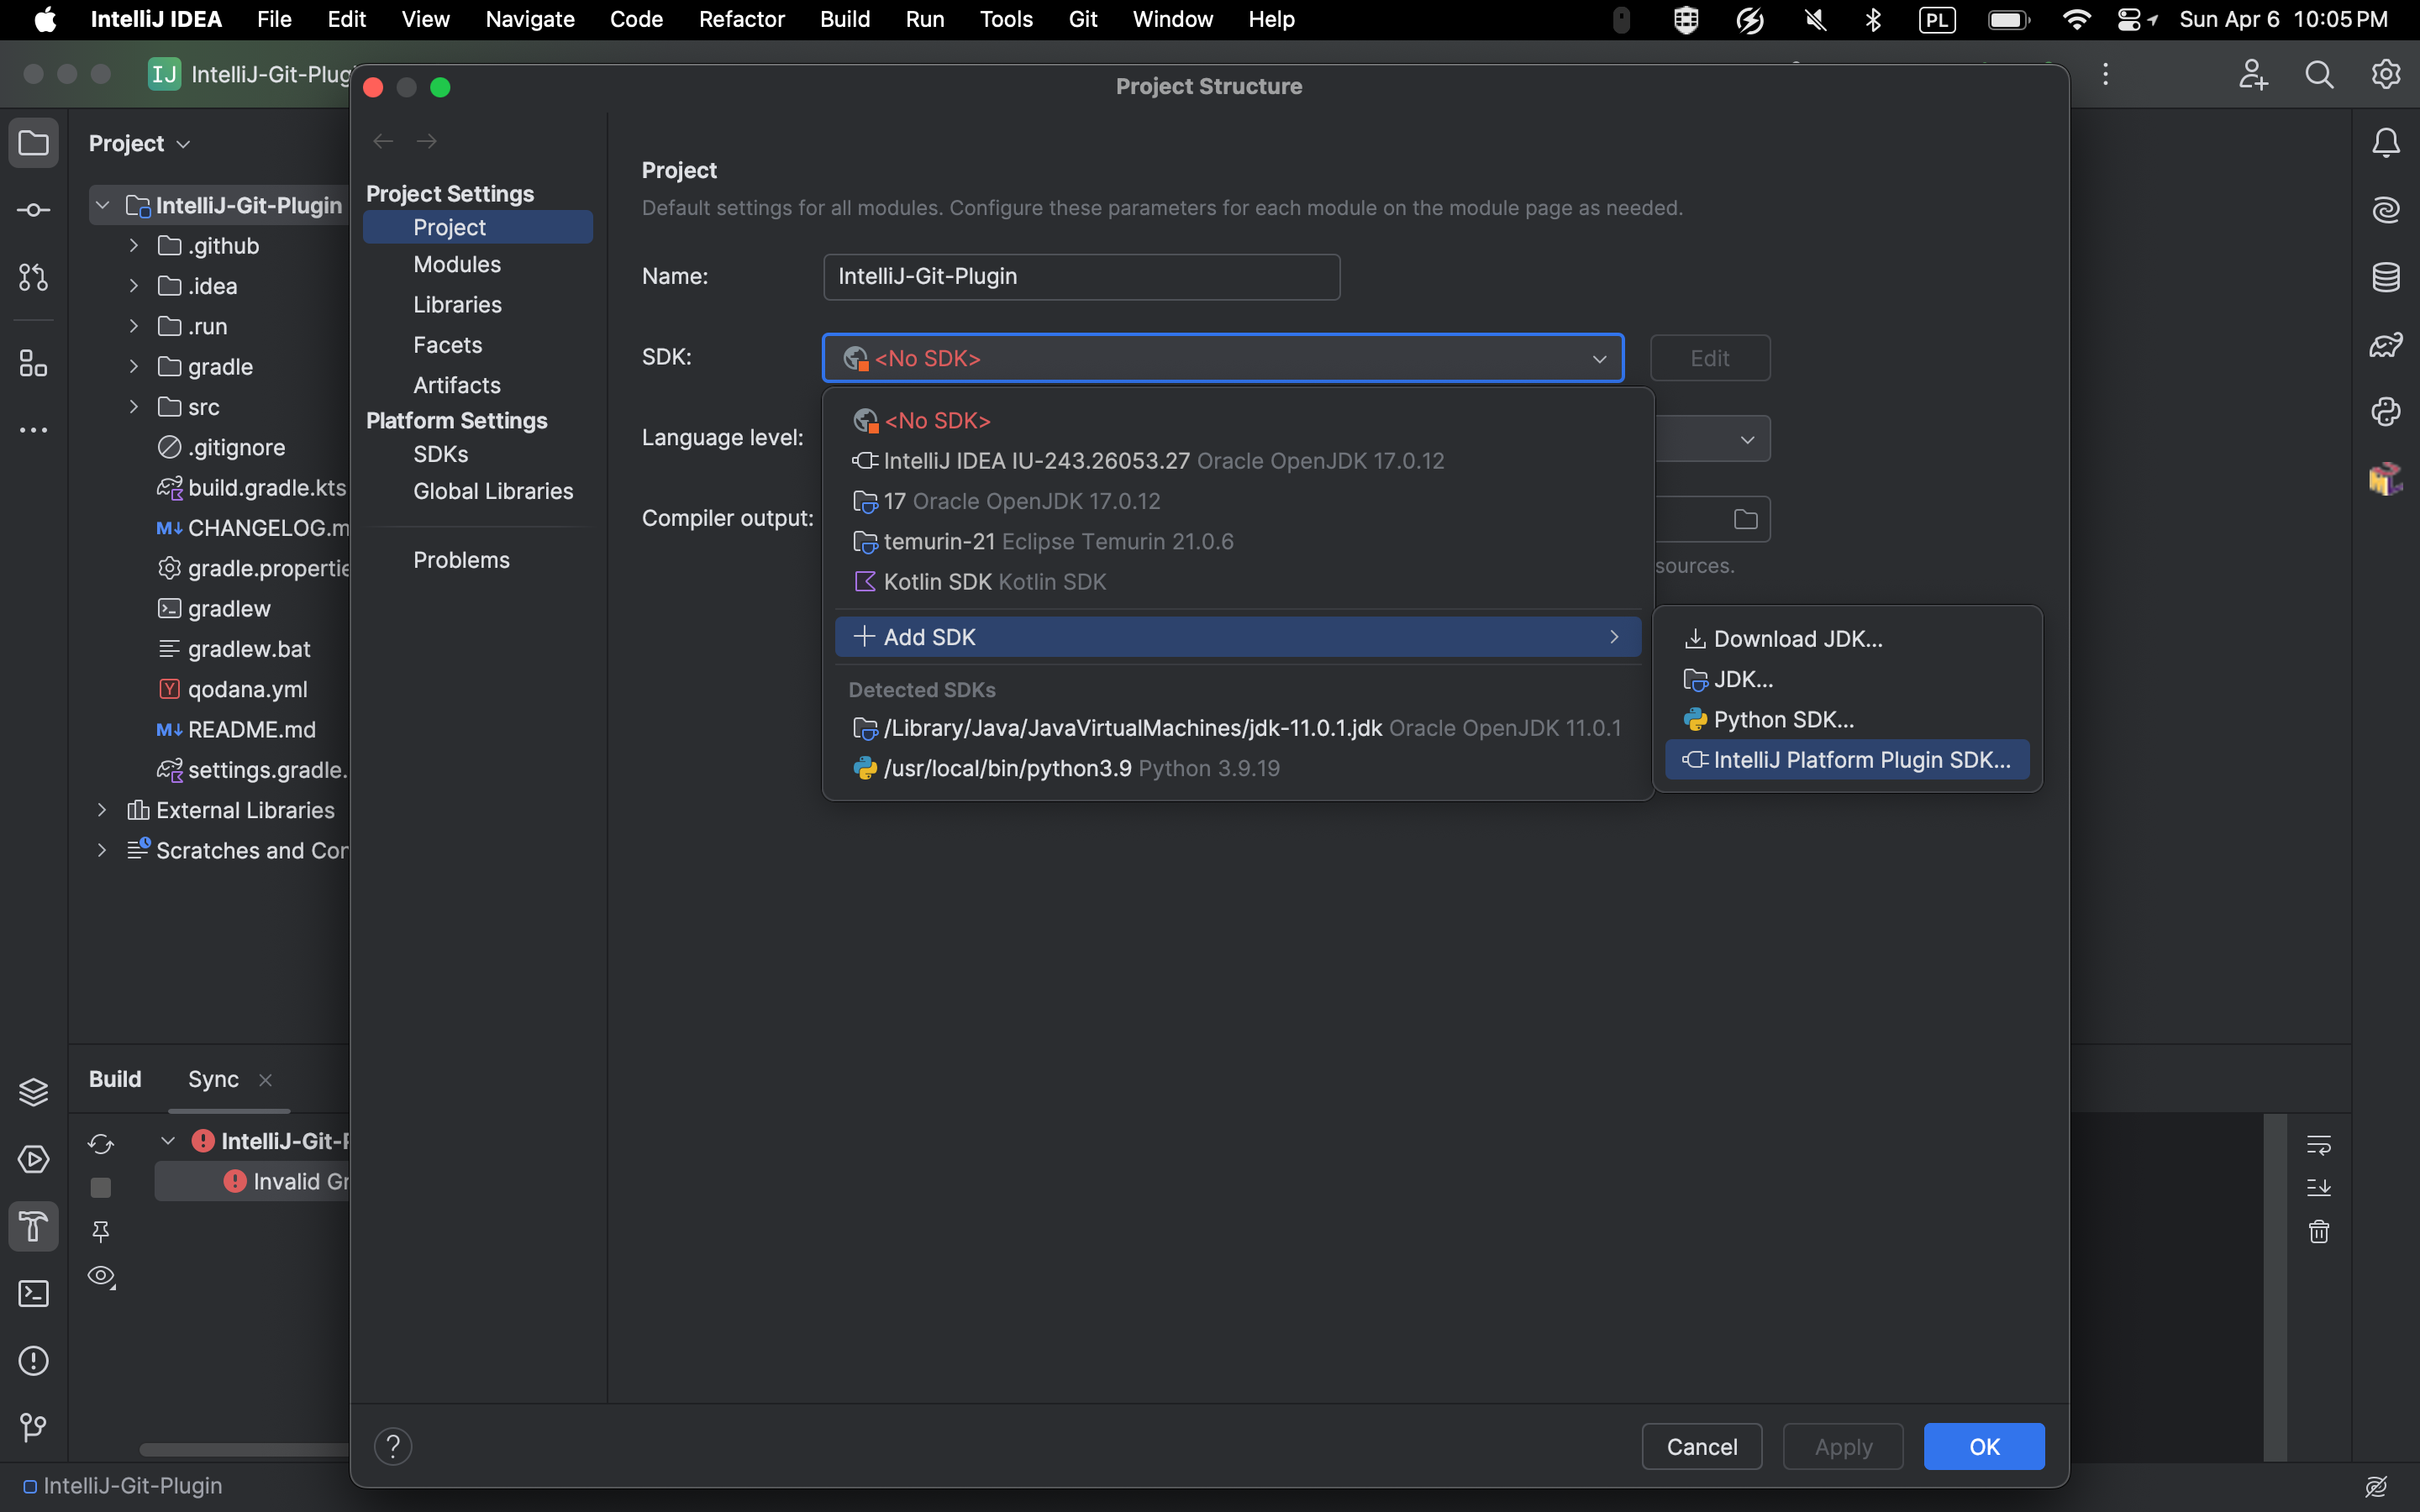 IntelliJ IDEA File Edit View Navigate Code Refactor Build Run Tools Git Window Help PL Sun Apr 6 10:05 PM
IJ IntelliJ-Git-Plugi
Project Structure
Project
IntelliJ-Git-Plugin
.github
.idea
.run
gradle
src
.gitignore
build.gradle.kts
CHANGELOG.m
gradle.propertie
gradlew
gradlew.bat
qodana.yml
README.md
settings.gradle.
External Libraries
Scratches and Con
Project Settings
Project
Modules
Libraries
Facets
Artifacts
Platform Settings
SDKs
Global Libraries
Problems
Project
Default settings for all modules. Configure these parameters for each module on the module page as needed.
Name: IntelliJ-Git-Plugin
SDK: <No SDK> Edit
Language level:
Compiler output:
sources.
<No SDK>
IntelliJ IDEA IU-243.26053.27 Oracle OpenJDK 17.0.12
17 Oracle OpenJDK 17.0.12
temurin-21 Eclipse Temurin 21.0.6
Kotlin SDK Kotlin SDK
Add SDK
Detected SDKs
/Library/Java/JavaVirtualMachines/jdk-11.0.1.jdk Oracle OpenJDK 11.0.1
/usr/local/bin/python3.9 Python 3.9.19
Download JDK...
JDK...
Python SDK...
IntelliJ Platform Plugin SDK...
Build Sync
IntelliJ-Git-P
Invalid Gr
? Cancel Apply OK
IntelliJ-Git-Plugin